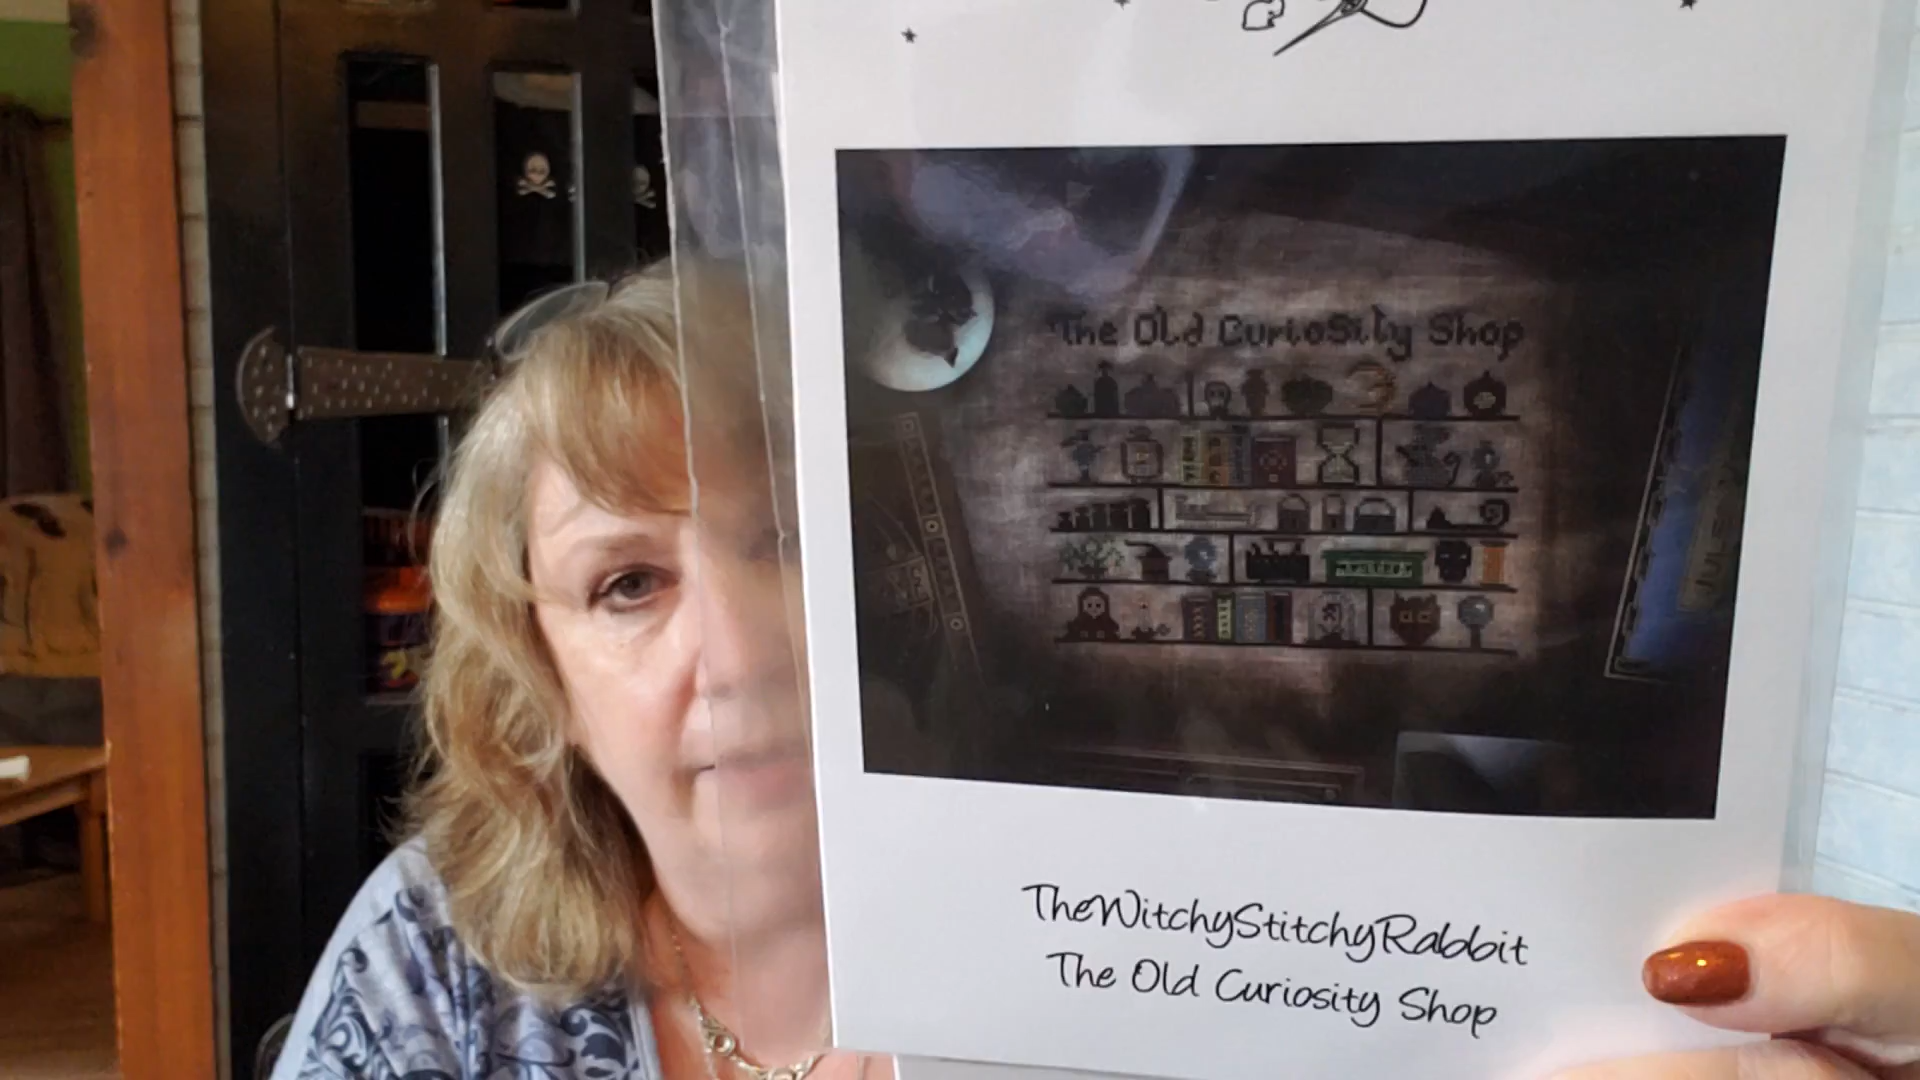 The Old CurioSity Shop
TheWitchyStitchyRabbit
The Old Curiosity Shop